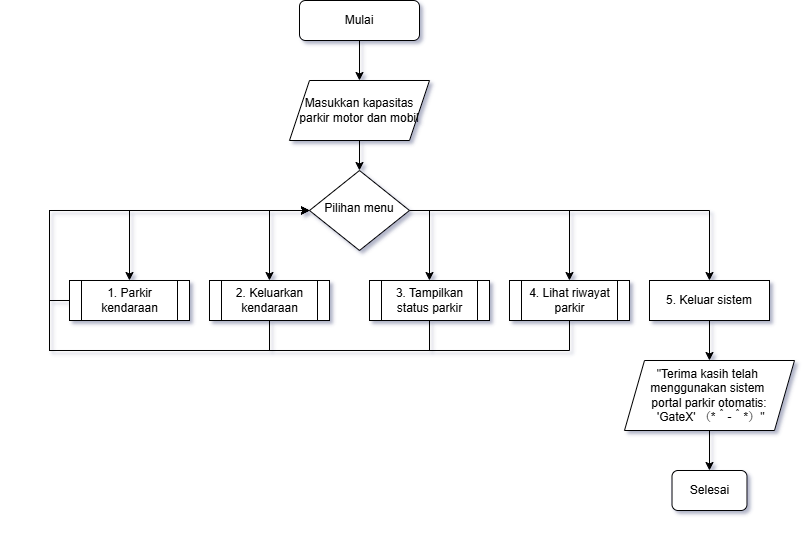 Mulai
Masukkan kapasitas
parkir motor dan mobil
Pilihan menu
1. Parkir
kendaraan
2. Keluarkan
kendaraan
3. Tampilkan
status parkir
4. Lihat riwayat
parkir
5. Keluar sistem
"Terima kasih telah
menggunakan sistem
portal parkir otomatis:
'GateX' （*＾-＾*）"
Selesai